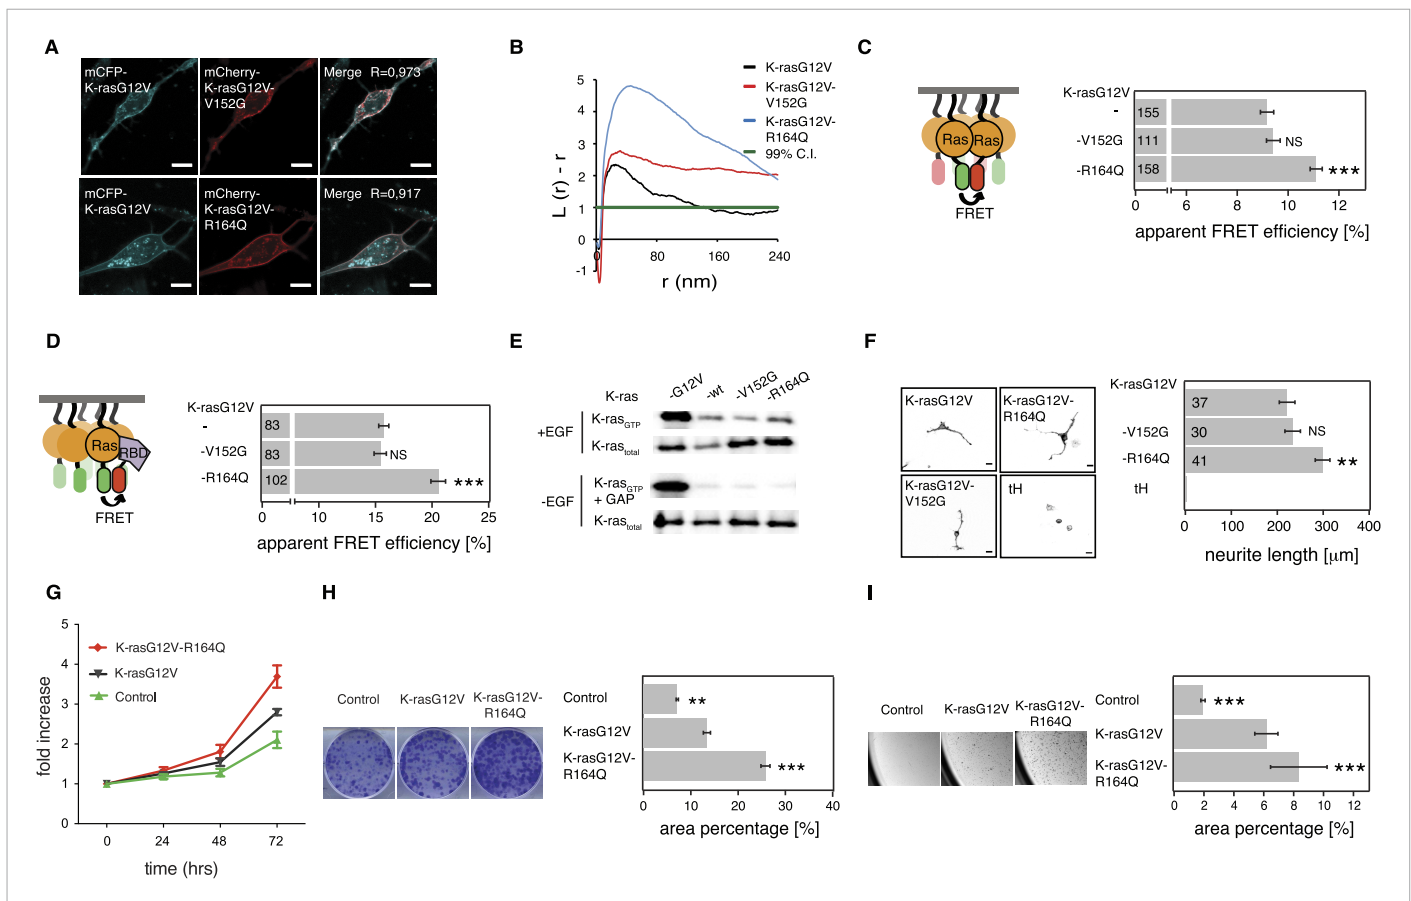 A
mCFP-
K-rasG12V
mCherry-
K-rasG12V-
V152G
Merge R=0,973
mCFP-
K-rasG12V
mCherry-
K-rasG12V-
R164Q
Merge R=0,917
B
K-rasG12V
K-rasG12V-
V152G
K-rasG12V-
R164Q
99% C.I.
L (r) - r
5
4
3
2
1
0
-1
0
80
160
240
r (nm)
C
Ras
Ras
FRET
K-rasG12V
-
-V152G
-R164Q
155
111
158
NS
***
0
6
8
10
12
apparent FRET efficiency [%]
D
Ras
RBD
FRET
K-rasG12V
-
-V152G
-R164Q
83
83
102
NS
***
0
10
15
20
25
apparent FRET efficiency [%]
E
K-ras
-G12V
-wt
-V152G
-R164Q
+EGF
K-rasGTP
K-rastotal
-EGF
K-rasGTP
+ GAP
K-rastotal
F
K-rasG12V
K-rasG12V-
R164Q
K-rasG12V-
V152G
tH
K-rasG12V
-
-V152G
-R164Q
tH
37
30
41
NS
**
0
100
200
300
400
neurite length [μm]
G
fold increase
5
4
3
2
1
0
K-rasG12V-R164Q
K-rasG12V
Control
0
24
48
72
time (hrs)
H
Control
K-rasG12V
K-rasG12V-
R164Q
Control
K-rasG12V
K-rasG12V-
R164Q
**
***
0
10
20
30
40
area percentage [%]
I
Control
K-rasG12V
K-rasG12V-
R164Q
Control
K-rasG12V
K-rasG12V-
R164Q
***
***
0
2
4
6
8
10
12
area percentage [%]